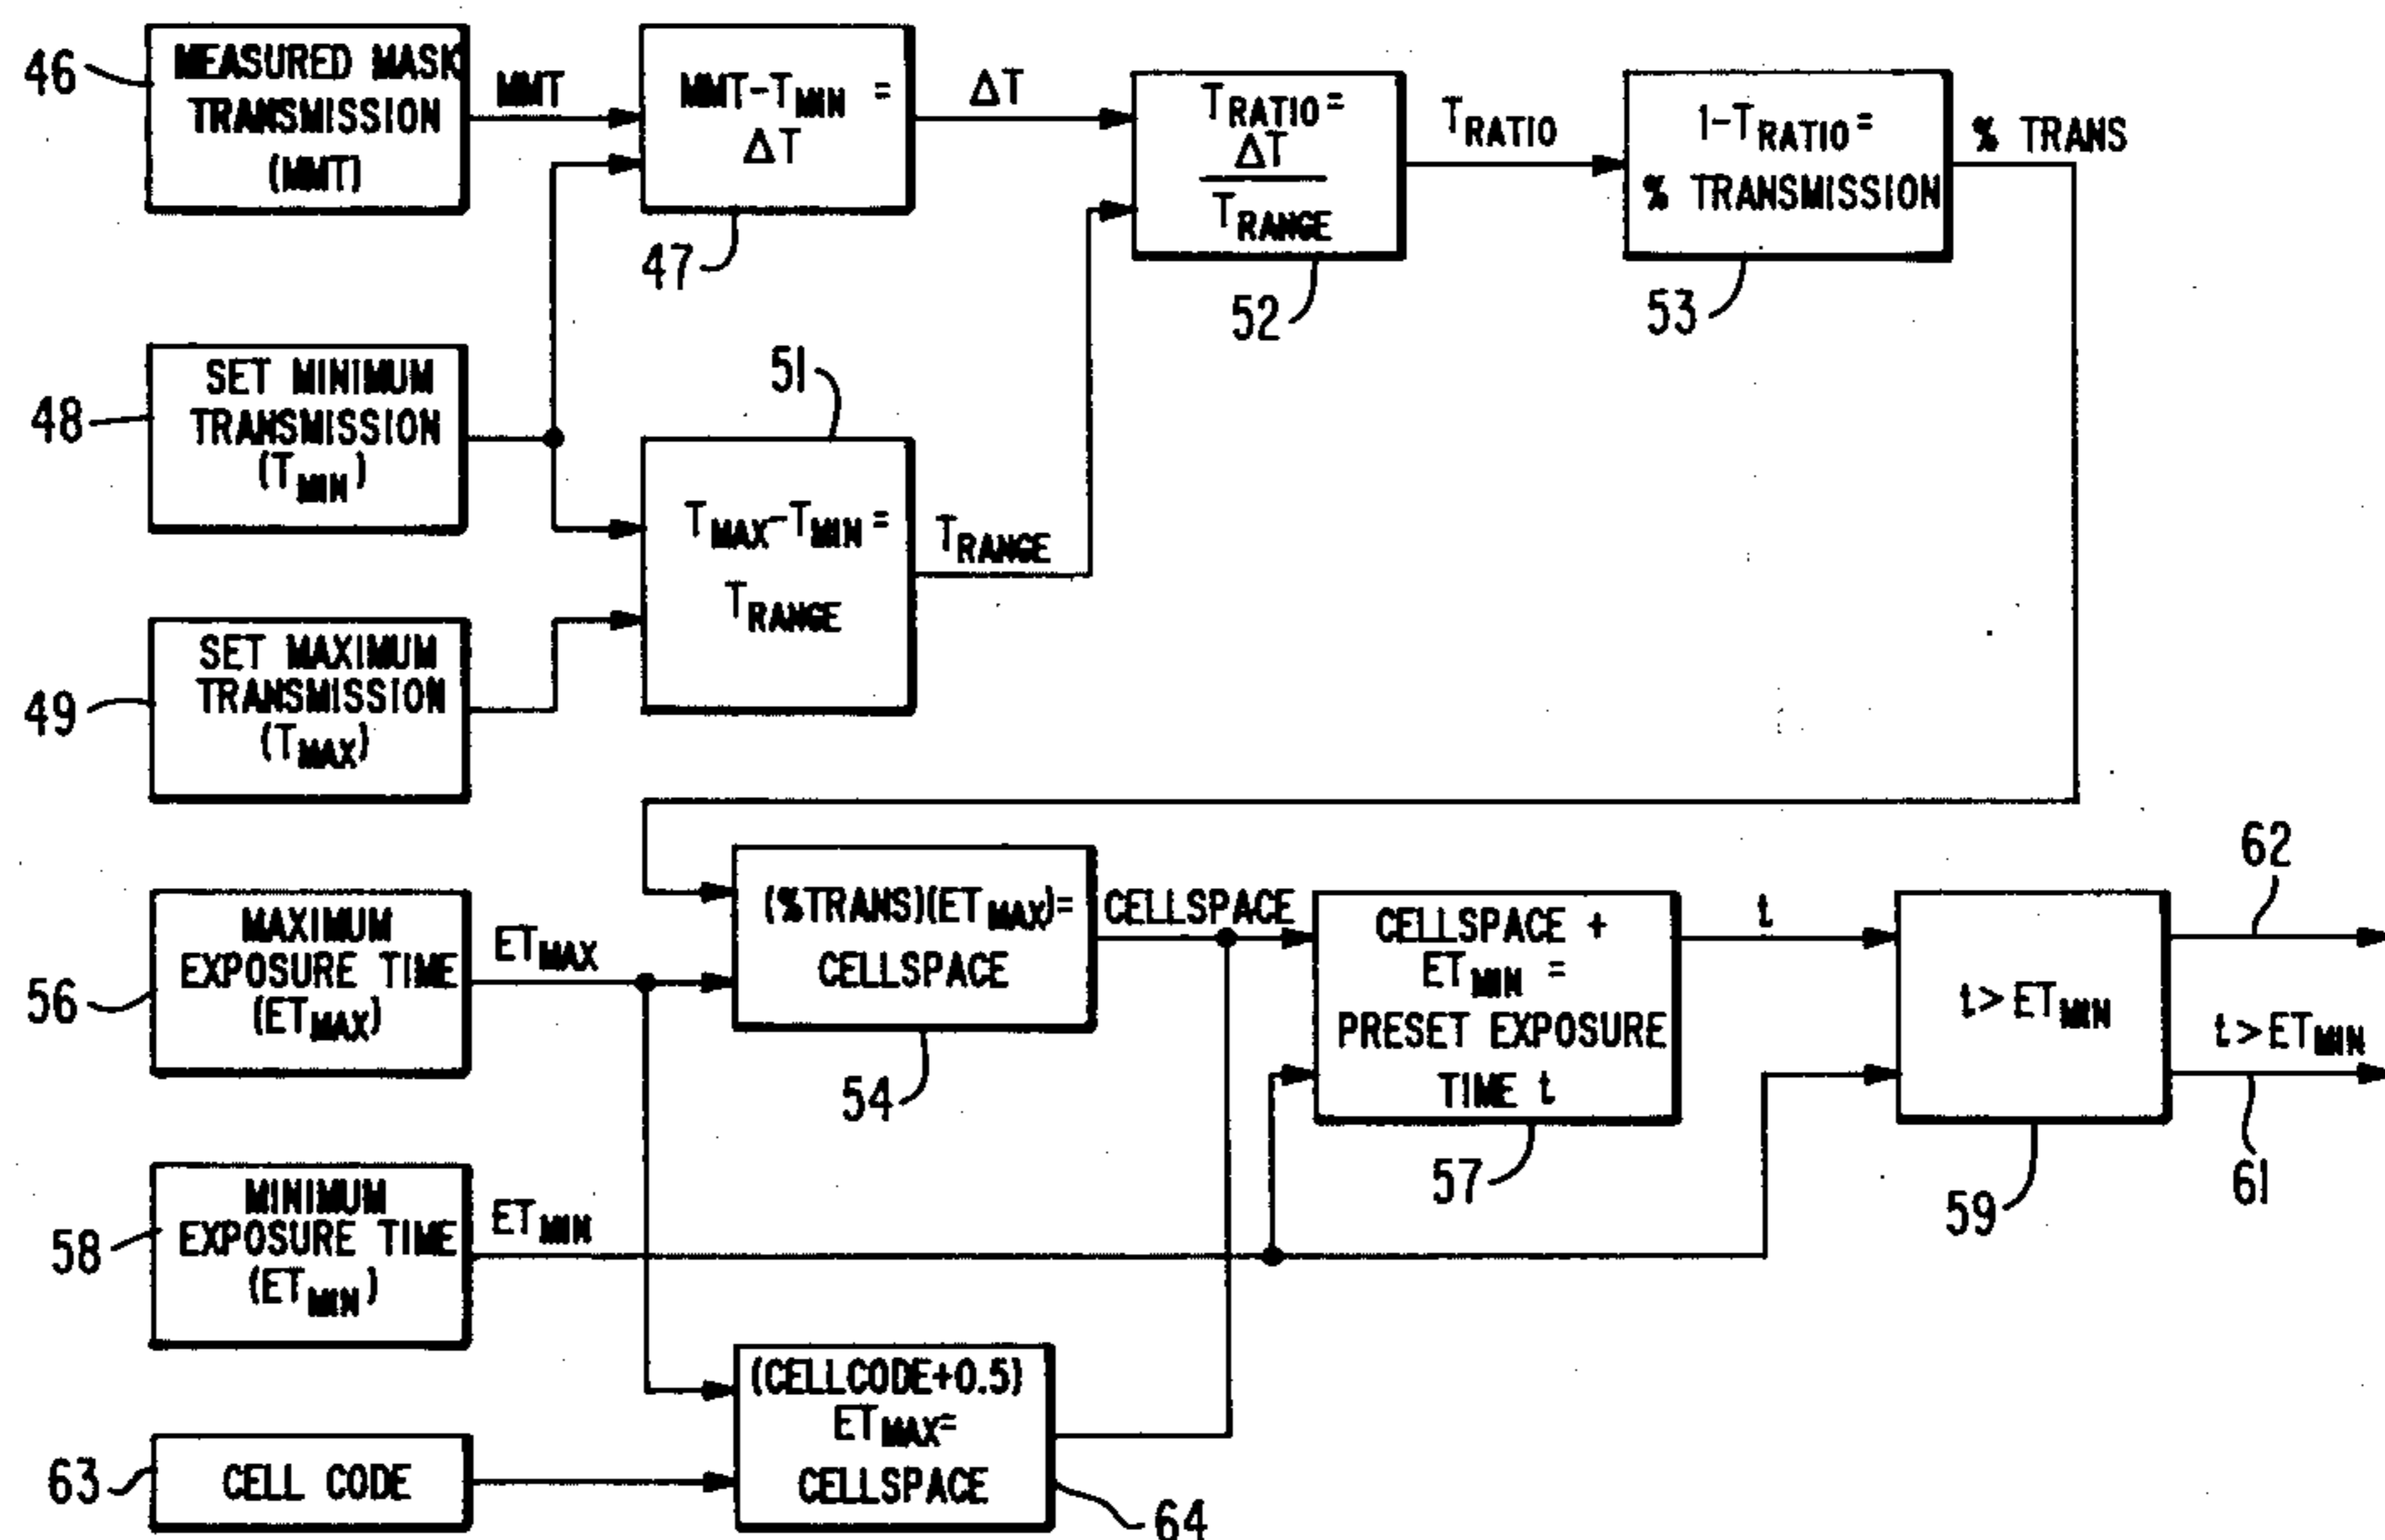 46
MEASURED MASK
TRANSMISSION
(MMT)
MMT
MMT-TMIN =
ΔT
47
ΔT
TRATIO=
ΔT
TRANGE
52
TRATIO
1-TRATIO=
% TRANSMISSION
53
% TRANS
48
SET MINIMUM
TRANSMISSION
(TMIN)
51
TMAX-TMIN =
TRANGE
TRANGE
49
SET MAXIMUM
TRANSMISSION
(TMAX)
56
MAXIMUM
EXPOSURE TIME
(ETMAX)
ETMAX
(%TRANS)(ETMAX)=
CELLSPACE
54
CELLSPACE
CELLSPACE +
ETMIN =
PRESET EXPOSURE
TIME t
57
t
t> ETMIN
59
62
t> ETMIN
61
58
MINIMUM
EXPOSURE TIME
(ETMIN)
ETMIN
63
CELL CODE
(CELLCODE+0.5)
ETMAX=
CELLSPACE
64